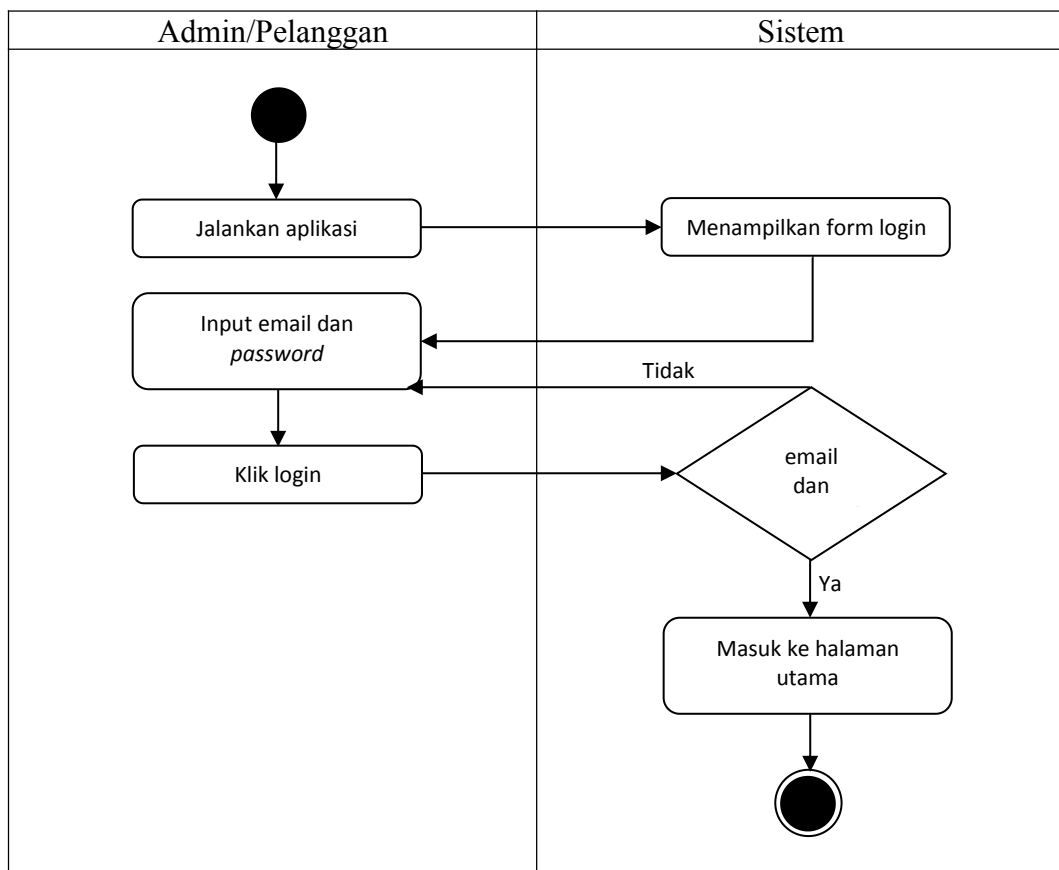 Admin/Pelanggan
Sistem
Jalankan aplikasi
Menampilkan form login
Input email dan
password
Tidak
Klik login
email
dan
Ya
Masuk ke halaman
utama